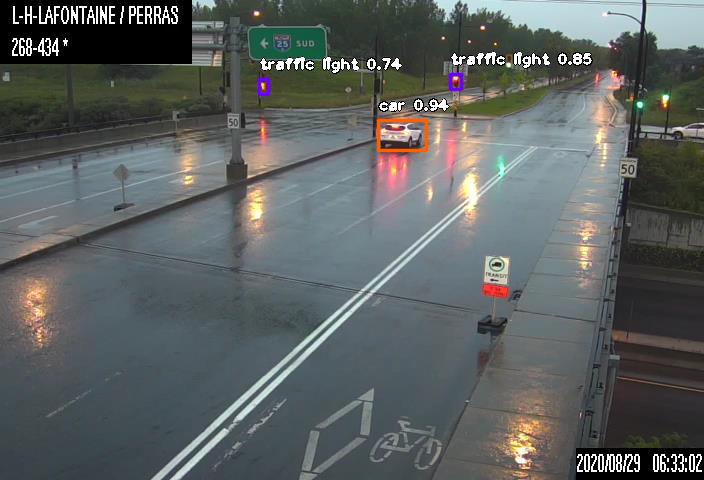 L-H-LAFONTAINE / PERRAS
268-434 *
25 SUD
traffic light 0.74
traffic light 0.85
car 0.94
50
50
TRANSIT
2020/08/29 06:33:02